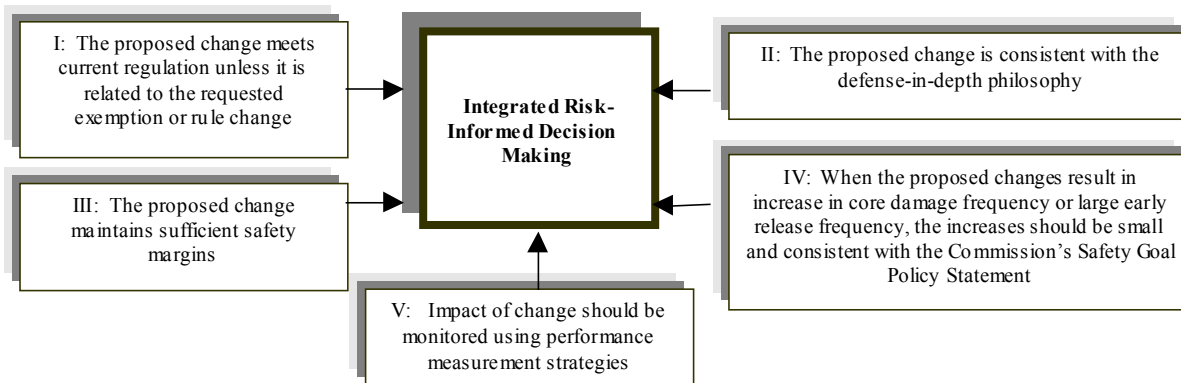 I: The proposed change meets
current regulation unless it is
related to the requested
exemption or rule change
Integrated Risk-
Informed Decision
Making
II: The proposed change is consistent with the
defense-in-depth philosophy
III: The proposed change
maintains sufficient safety
margins
IV: When the proposed changes result in
increase in core damage frequency or large early
release frequency, the increases should be small
and consistent with the Commission's Safety Goal
Policy Statement
V: Impact of change should be
monitored using performance
measurement strategies